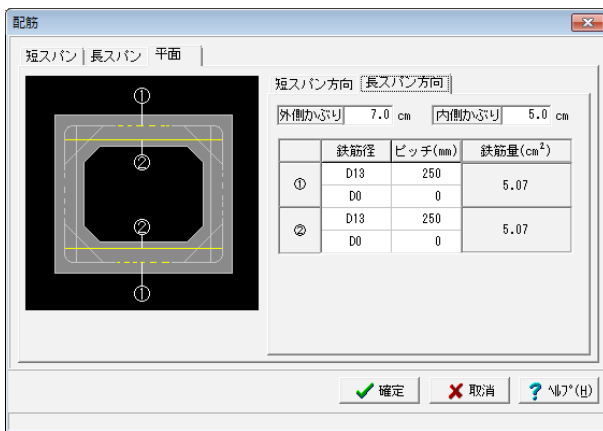 配筋
短スパン 長スパン 平面
短スパン方向 長スパン方向
外側かぶり 7.0 cm 内側かぶり 5.0 cm
鉄筋径 ピッチ(mm) 鉄筋量(cm²)
① D13 250 5.07
D0 0
② D13 250 5.07
D0 0
①
②
②
①
確定 取消 ヘルプ(H)